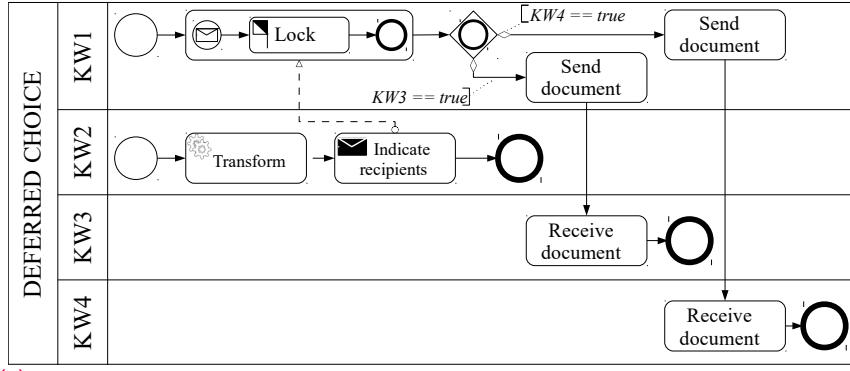 DEFERRED CHOICE
KW1
Lock
KW4 == true
Send
document
Send
document
KW3 == true
KW2
Transform
Indicate
recipients
KW3
Receive
document
KW4
Receive
document